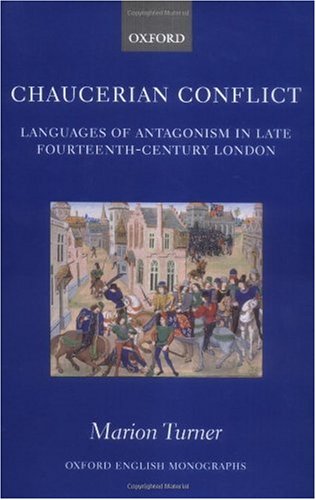 OXFORD
CHAUCERIAN CONFLICT
LANGUAGES OF ANTAGONISM IN LATE
FOURTEENTH-CENTURY LONDON
Marion Turner
OXFORD ENGLISH MONOGRAPHS